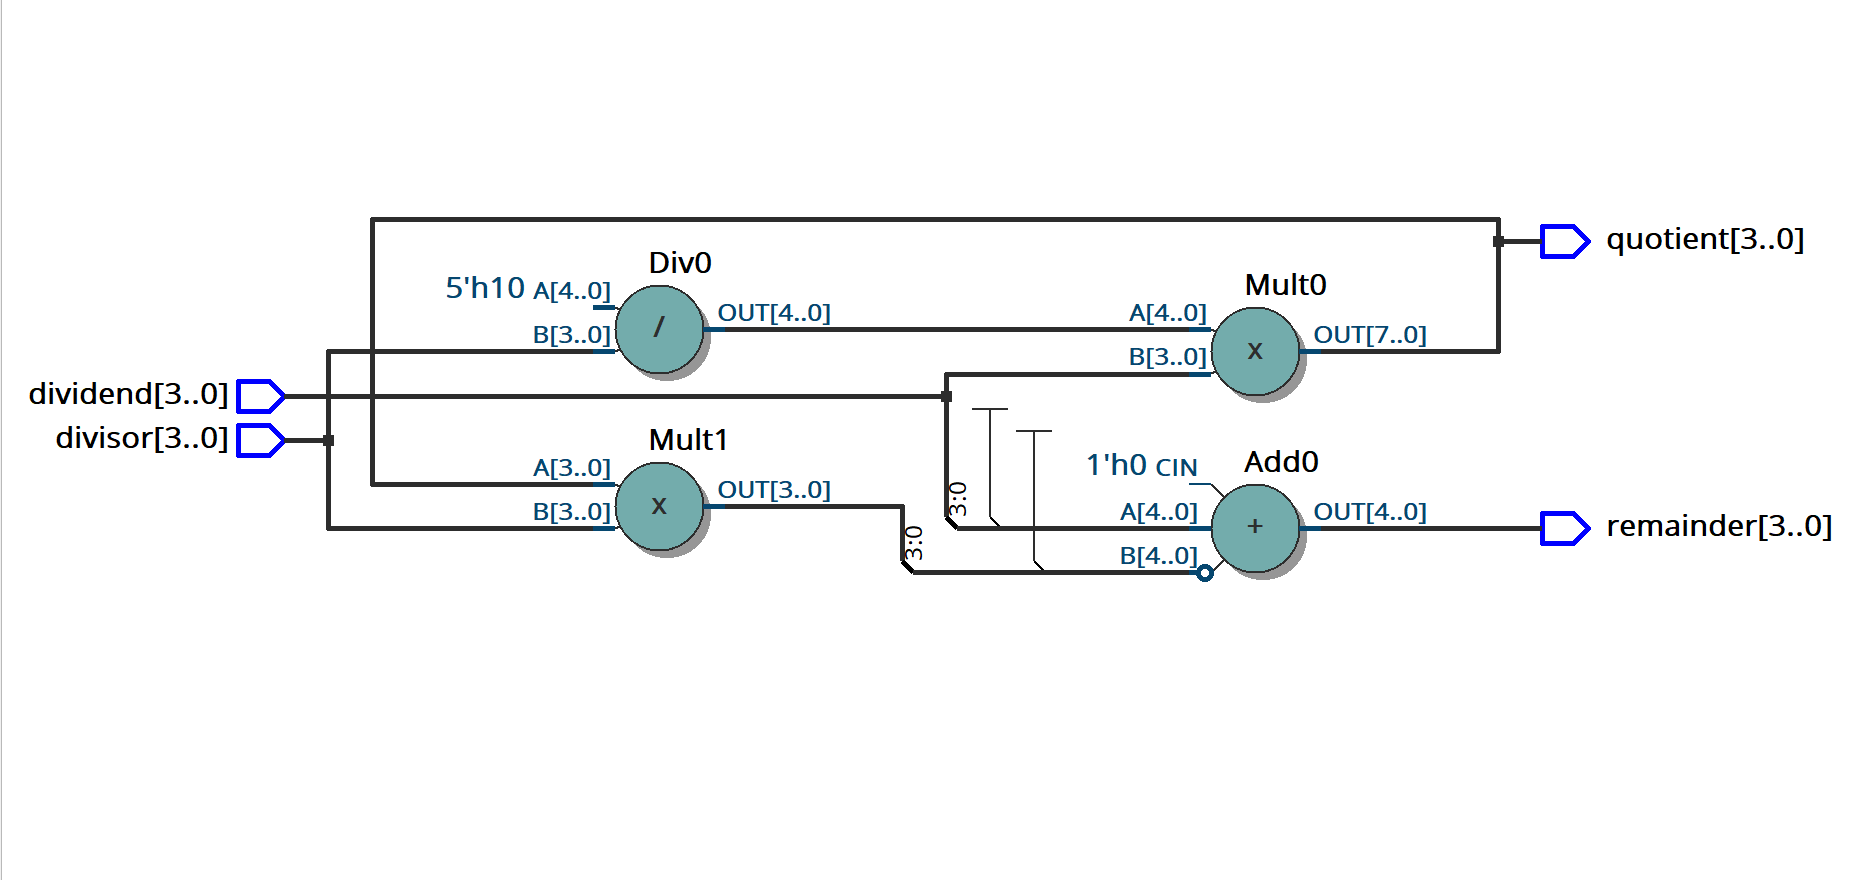 dividend[3..0]
divisor[3..0]
Div0
5'h10 A[4..0]
B[3..0]
/
OUT[4..0]
Mult1
A[3..0]
B[3..0]
x
OUT[3..0]
3:0
3:0
Mult0
A[4..0]
B[3..0]
x
OUT[7..0]
Add0
1'h0 CIN
A[4..0]
B[4..0]
+
OUT[4..0]
quotient[3..0]
remainder[3..0]